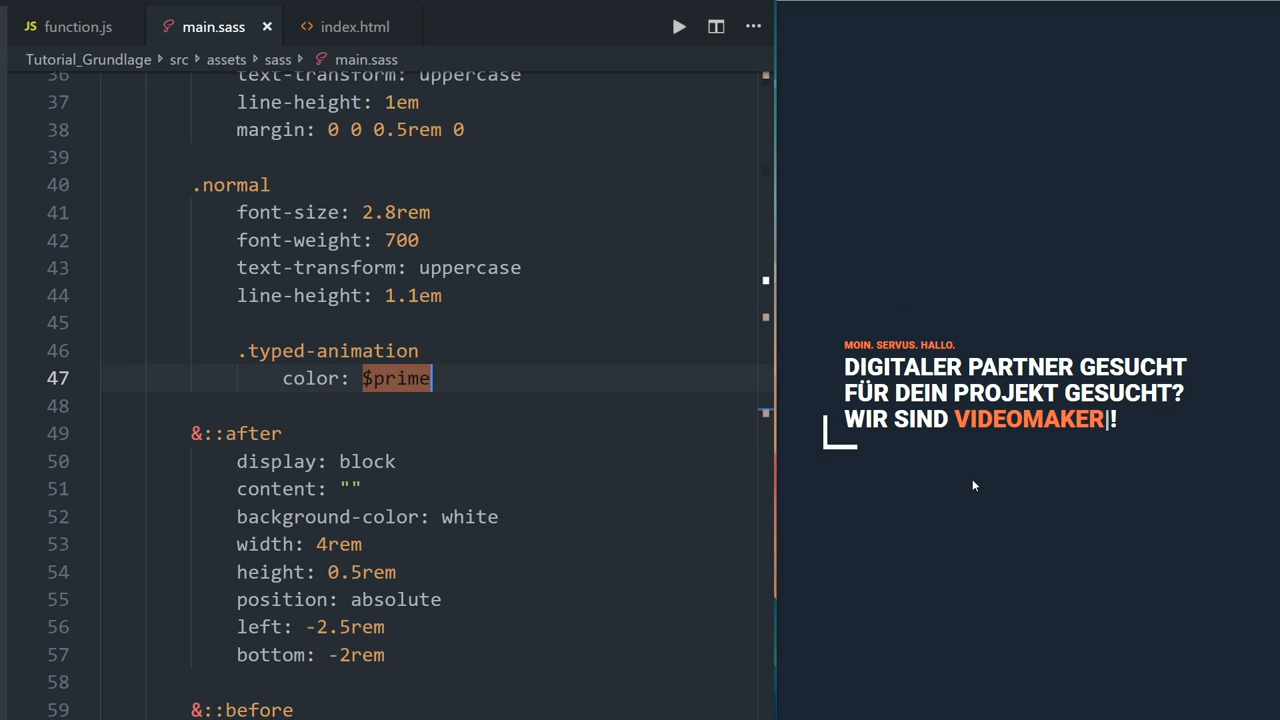 JS function.js
main.sass ×
<> index.html
Tutorial_Grundlage src assets sass main.sass
36 text-transform: uppercase
37 line-height: 1em
38 margin: 0 0 0.5rem 0
39
40 .normal
41 font-size: 2.8rem
42 font-weight: 700
43 text-transform: uppercase
44 line-height: 1.1em
45
46 .typed-animation
47 color: $prime
48
49 &::after
50 display: block
51 content: ""
52 background-color: white
53 width: 4rem
54 height: 0.5rem
55 position: absolute
56 left: -2.5rem
57 bottom: -2rem
58
59 &::before
MOIN. SERVUS. HALLO.
DIGITALER PARTNER GESUCHT
FÜR DEIN PROJEKT GESUCHT?
WIR SIND VIDEOMAKER|!